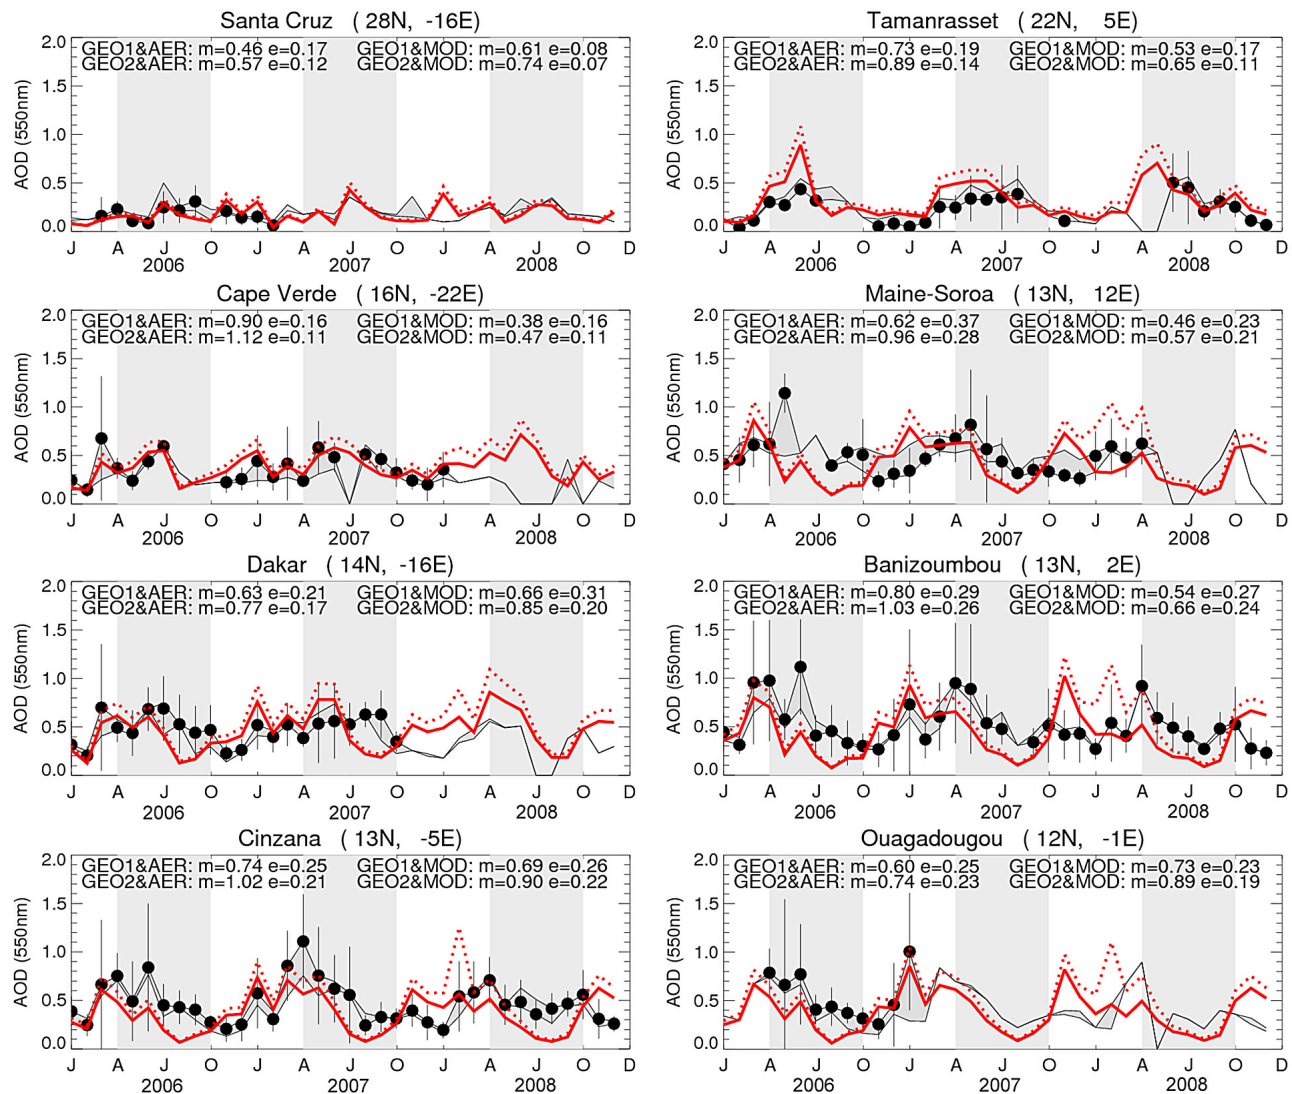 Santa Cruz ( 28N, -16E)
GEO1&AER: m=0.46 e=0.17 GEO1&MOD: m=0.61 e=0.08
GEO2&AER: m=0.57 e=0.12 GEO2&MOD: m=0.74 e=0.07
AOD (550nm)
2.0
1.5
1.0
0.5
0.0
J A J O J A J O J A J O D
2006 2007 2008
Tamanrasset ( 22N, 5E)
GEO1&AER: m=0.73 e=0.19 GEO1&MOD: m=0.53 e=0.17
GEO2&AER: m=0.89 e=0.14 GEO2&MOD: m=0.65 e=0.11
AOD (550nm)
2.0
1.5
1.0
0.5
0.0
J A J O J A J O J A J O D
2006 2007 2008
Cape Verde ( 16N, -22E)
GEO1&AER: m=0.90 e=0.16 GEO1&MOD: m=0.38 e=0.16
GEO2&AER: m=1.12 e=0.11 GEO2&MOD: m=0.47 e=0.11
AOD (550nm)
2.0
1.5
1.0
0.5
0.0
J A J O J A J O J A J O D
2006 2007 2008
Maine-Soroa ( 13N, 12E)
GEO1&AER: m=0.62 e=0.37 GEO1&MOD: m=0.46 e=0.23
GEO2&AER: m=0.96 e=0.28 GEO2&MOD: m=0.57 e=0.21
AOD (550nm)
2.0
1.5
1.0
0.5
0.0
J A J O J A J O J A J O D
2006 2007 2008
Dakar ( 14N, -16E)
GEO1&AER: m=0.63 e=0.21 GEO1&MOD: m=0.66 e=0.31
GEO2&AER: m=0.77 e=0.17 GEO2&MOD: m=0.85 e=0.20
AOD (550nm)
2.0
1.5
1.0
0.5
0.0
J A J O J A J O J A J O D
2006 2007 2008
Banizoumbou ( 13N, 2E)
GEO1&AER: m=0.80 e=0.29 GEO1&MOD: m=0.54 e=0.27
GEO2&AER: m=1.03 e=0.26 GEO2&MOD: m=0.66 e=0.24
AOD (550nm)
2.0
1.5
1.0
0.5
0.0
J A J O J A J O J A J O D
2006 2007 2008
Cinzana ( 13N, -5E)
GEO1&AER: m=0.74 e=0.25 GEO1&MOD: m=0.69 e=0.26
GEO2&AER: m=1.02 e=0.21 GEO2&MOD: m=0.90 e=0.22
AOD (550nm)
2.0
1.5
1.0
0.5
0.0
J A J O J A J O J A J O D
2006 2007 2008
Ouagadougou ( 12N, -1E)
GEO1&AER: m=0.60 e=0.25 GEO1&MOD: m=0.73 e=0.23
GEO2&AER: m=0.74 e=0.23 GEO2&MOD: m=0.89 e=0.19
AOD (550nm)
2.0
1.5
1.0
0.5
0.0
J A J O J A J O J A J O D
2006 2007 2008